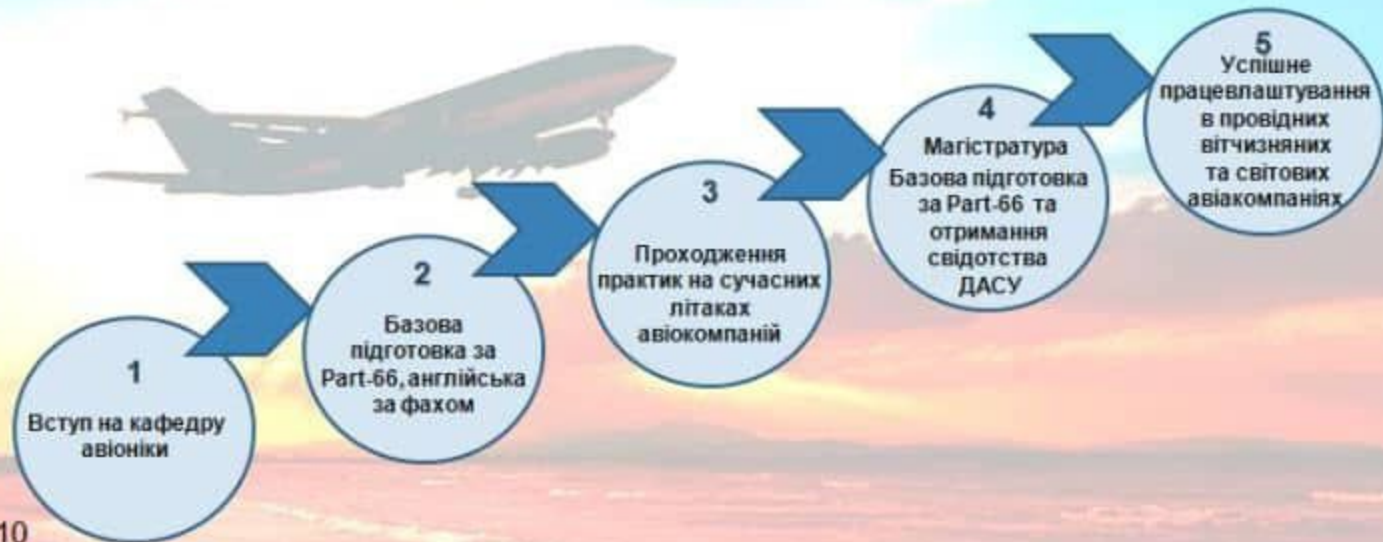 1
Вступ на кафедру
авіоніки
2
Базова
підготовка за
Part-66, англійська
за фахом
3
Проходження
практик на сучасних
літаках
авіокомпаній
4
Магістратура
Базова підготовка
за Part-66 та
отримання
свідотства
ДАСУ
5
Успішне
працевлаштування
в провідних
вітчизняних
та світових
авіакомпаніях
10